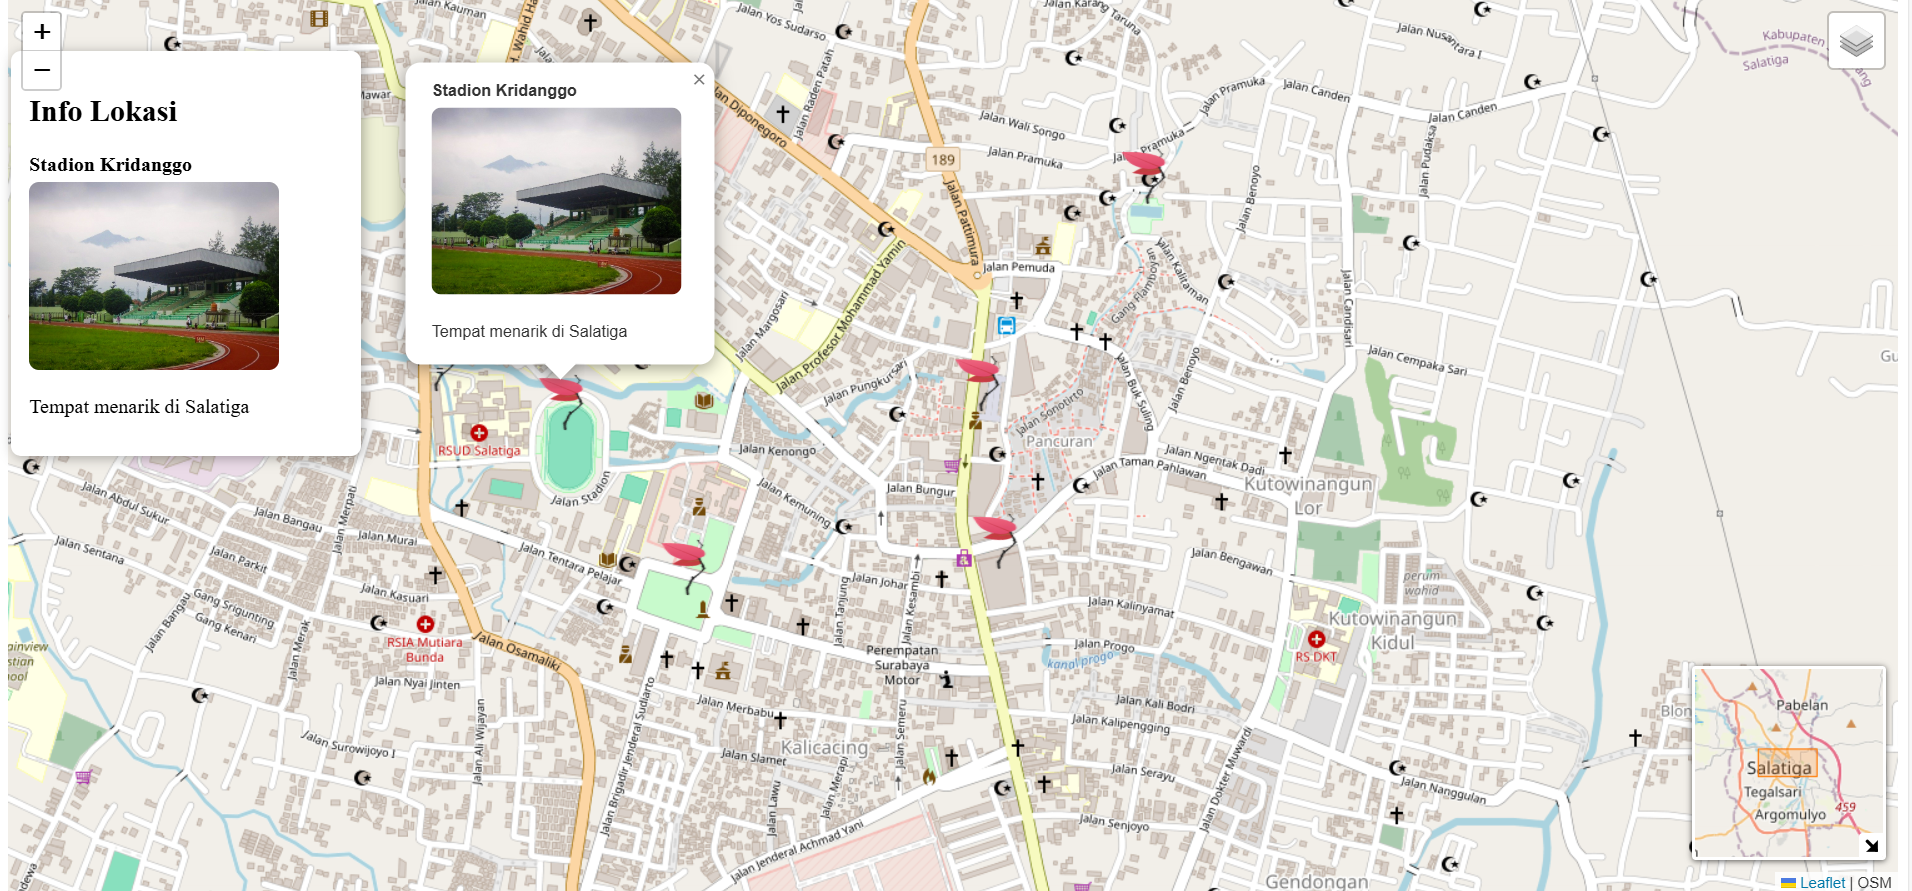 +
−
Info Lokasi
Stadion Kridanggo
Tempat menarik di Salatiga
×
Stadion Kridanggo
Tempat menarik di Salatiga
Jalan Kauman
H. Wahid Ha
Jalan Yos Sudarso
Jalan Raden Patah
Jalan Karang Taruna
Jalan Nusantara I
Kabupaten
Salatiga
ang
Mawar
lan Diponegoro
Jalan Wali Songo
Jalan Pramuka
Jalan Pramuka
Jalan Pramuka
Jalan Canden
Jalan Canden
Jalan Pudaksa
189
Jalan Pattimura
Jalan Benoyo
Jalan Pemuda
Jalan Kalitaman
Gang Flamboyan
Jalan Candisari
Jalan Margosari
Jalan Profesor Mohammad Yamin
Jalan Pungkursari
Jalan Buk Suling
Jalan Benoyo
Jalan Cempaka Sari
Gu
Jalan Sonotirto
Pancuran
RSUD Salatiga
Jalan Stadion
Jalan Kenongo
Jalan Kemuning
Jalan Bungur
Jalan Taman Pahlawan
Jalan Ngentak Dadi
Kutowinangun
Lor
Jalan Abdul Sukur
Jalan Merpati
Jalan Bangau
Jalan Murai
Jalan Sentana
Jalan Parkit
Jalan Tentara Pelajar
Jalan Johar
Jalan Bengawan
perum
wahid
Jalan Kasuari
Gang Srigunting
Gang Kenari
Jalan Bangau
Jalan Merak
RSIA Mutiara
Bunda
Jalan Osamaliki
Jalan Tanjung
Jalan Kesambi
Jalan Kalinyamat
Kutowinangun
Kidul
RS DKT
Perempatan
Surabaya
Motor
Jalan Progo
kanal progo
ainview
stian
ool
Jalan Nyai Jinten
Jalan Merbabu
Jalan Kali Bodri
Jalan Kalipengging
Jalan Semeru
Jalan Surowijoyo I
Jalan Ali Wijayan
Jalan Brigadir Jenderal Sudiarto
Kalicacing
Jalan Slamet
Jalan Merapi
Jalan Lawu
Jalan Serayu
Jalan Dokter Muwardi
Jalan Nanggulan
Jalan Senjoyo
Jalan Jenderal Achmad Yani
Gendongan
dewa
Blon
Pabelan
Salatiga
Tegalsari
Argomulyo
459
Leaflet | OSM